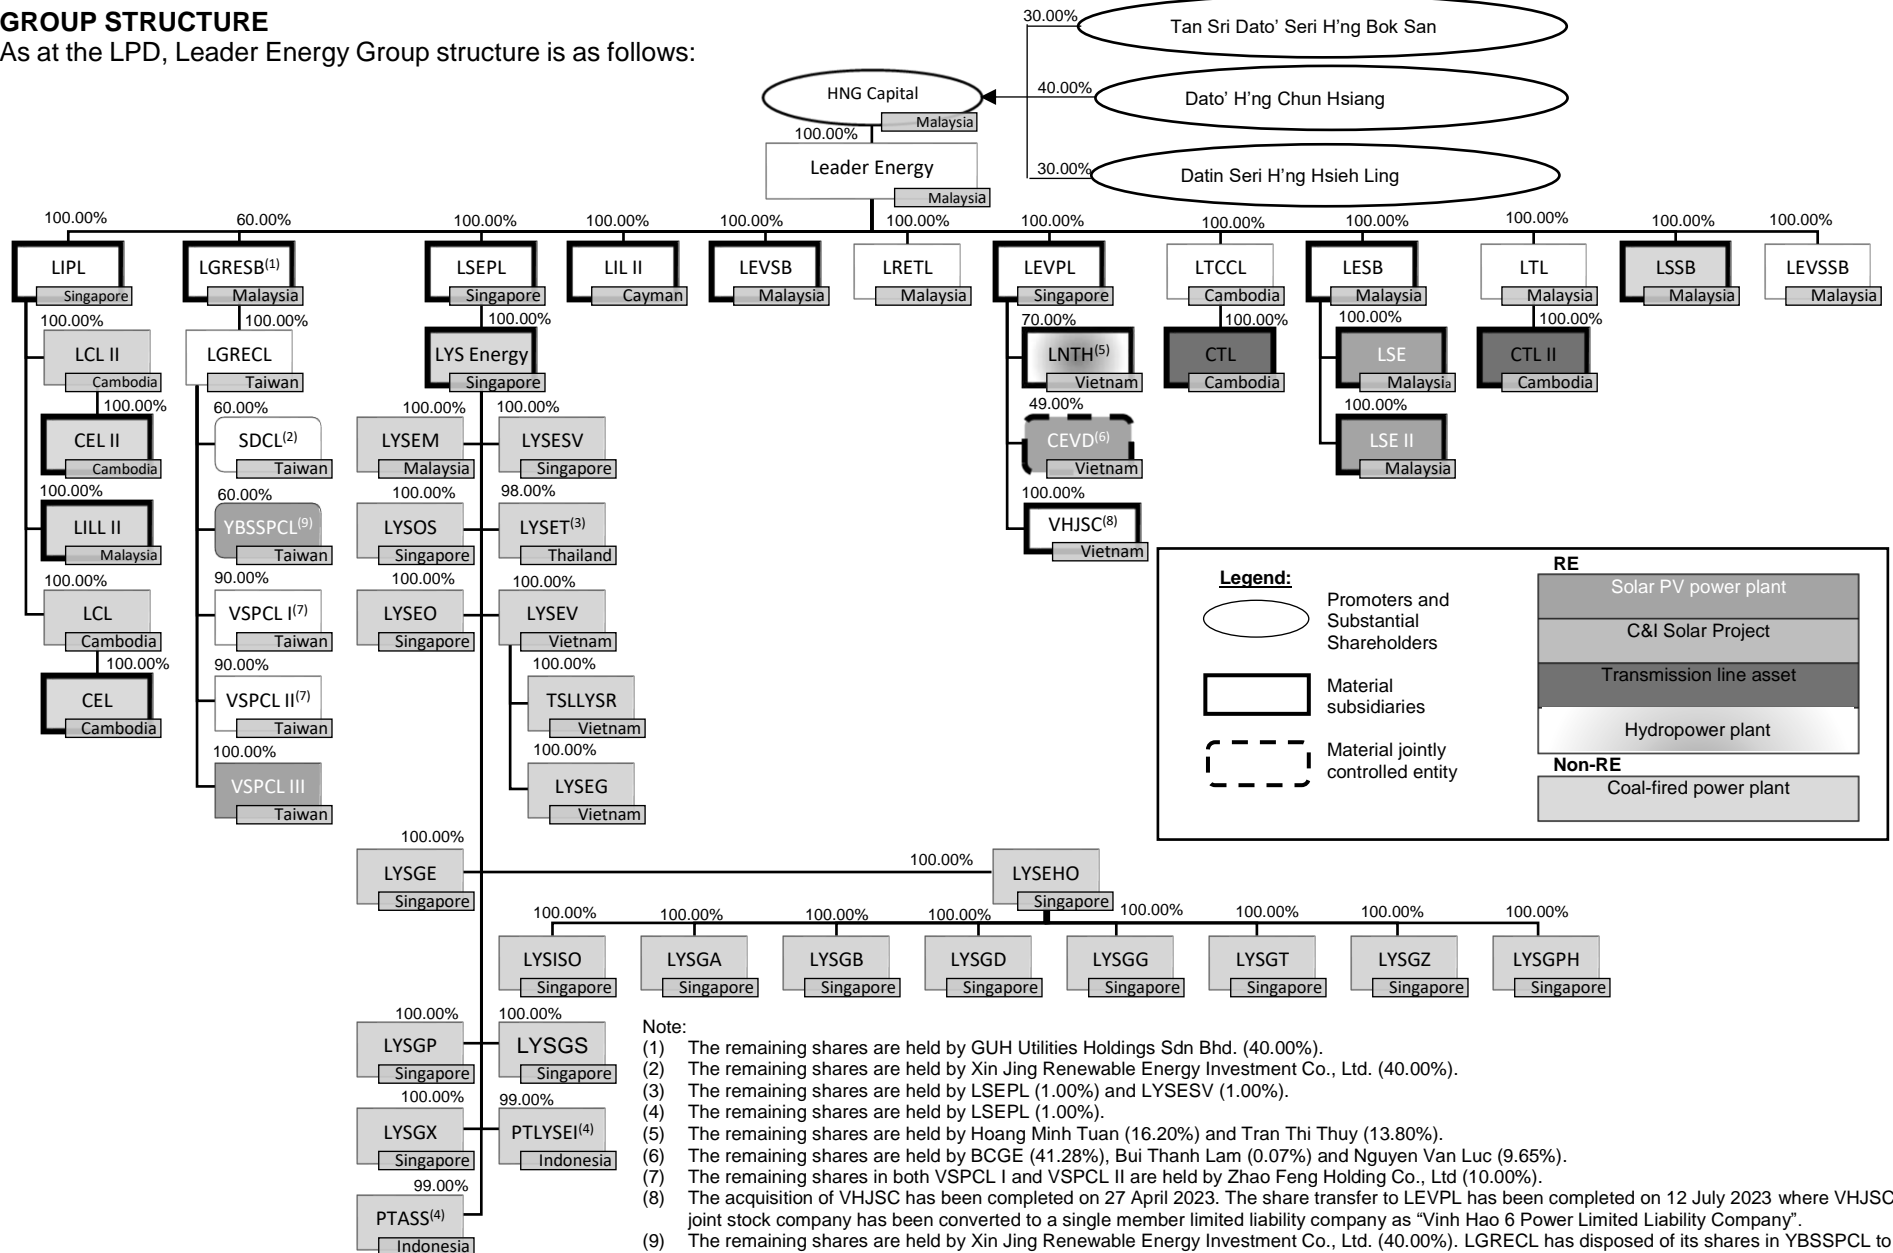 GROUP STRUCTURE
As at the LPD, Leader Energy Group structure is as follows:
30.00%
Tan Sri Dato’ Seri H’ng Bok San
HNG Capital
Malaysia
40.00%
Dato’ H’ng Chun Hsiang
100.00%
Leader Energy
Malaysia
30.00%
Datin Seri H’ng Hsieh Ling
100.00% 60.00% 100.00% 100.00% 100.00% 100.00% 100.00% 100.00% 100.00% 100.00% 100.00% 100.00%
LIPL LGRESB(1) LSEPL LIL II LEVSB LRETL LEVPL LTCCL LESB LTL LSSB LEVSSB
Singapore Malaysia Singapore Cayman Malaysia Malaysia Singapore Cambodia Malaysia Malaysia Malaysia Malaysia
100.00% 100.00% 100.00% 70.00% 100.00% 100.00% 100.00%
LCL II LGRECL LYS Energy LNTH(5) CTL LSE CTL II
Cambodia Taiwan Singapore Vietnam Cambodia Malaysia Cambodia
100.00% 60.00% 100.00% 100.00% 49.00% 100.00%
CEL II SDCL(2) LYSEM LYSESV CEVD(6) LSE II
Cambodia Taiwan Malaysia Singapore Vietnam Malaysia
100.00% 60.00% 100.00% 98.00% 100.00%
LILL II YBSSPCL(9) LYSOS LYSET(3) VHJSC(8)
Malaysia Taiwan Singapore Thailand Vietnam
100.00% 90.00% 100.00% 100.00%
LCL VSPCL I(7) LYSEO LYSEV
Cambodia Taiwan Singapore Vietnam
100.00% 90.00% 100.00%
CEL VSPCL II(7) TSLLYSR
Cambodia Taiwan Vietnam
100.00% 100.00%
VSPCL III LYSEG
Taiwan Vietnam
Legend:
Promoters and
Substantial
Shareholders
Material
subsidiaries
Material jointly
controlled entity
RE
Solar PV power plant
C&I Solar Project
Transmission line asset
Hydropower plant
Non-RE
Coal-fired power plant
100.00% 100.00%
LYSGE LYSEHO
Singapore Singapore
100.00% 100.00% 100.00% 100.00% 100.00% 100.00% 100.00% 100.00%
LYSISO LYSGA LYSGB LYSGD LYSGG LYSGT LYSGZ LYSGPH
Singapore Singapore Singapore Singapore Singapore Singapore Singapore Singapore
100.00% 100.00%
LYSGP LYSGS
Singapore Singapore
100.00% 99.00%
LYSGX PTLYSEI(4)
Singapore Indonesia
99.00%
PTASS(4)
Indonesia
Note:
(1) The remaining shares are held by GUH Utilities Holdings Sdn Bhd. (40.00%).
(2) The remaining shares are held by Xin Jing Renewable Energy Investment Co., Ltd. (40.00%).
(3) The remaining shares are held by LSEPL (1.00%) and LYSESV (1.00%).
(4) The remaining shares are held by LSEPL (1.00%).
(5) The remaining shares are held by Hoang Minh Tuan (16.20%) and Tran Thi Thuy (13.80%).
(6) The remaining shares are held by BCGE (41.28%), Bui Thanh Lam (0.07%) and Nguyen Van Luc (9.65%).
(7) The remaining shares in both VSPCL I and VSPCL II are held by Zhao Feng Holding Co., Ltd (10.00%).
(8) The acquisition of VHJSC has been completed on 27 April 2023. The share transfer to LEVPL has been completed on 12 July 2023 where VHJSC
joint stock company has been converted to a single member limited liability company as “Vinh Hao 6 Power Limited Liability Company”.
(9) The remaining shares are held by Xin Jing Renewable Energy Investment Co., Ltd. (40.00%). LGRECL has disposed of its shares in YBSSPCL to